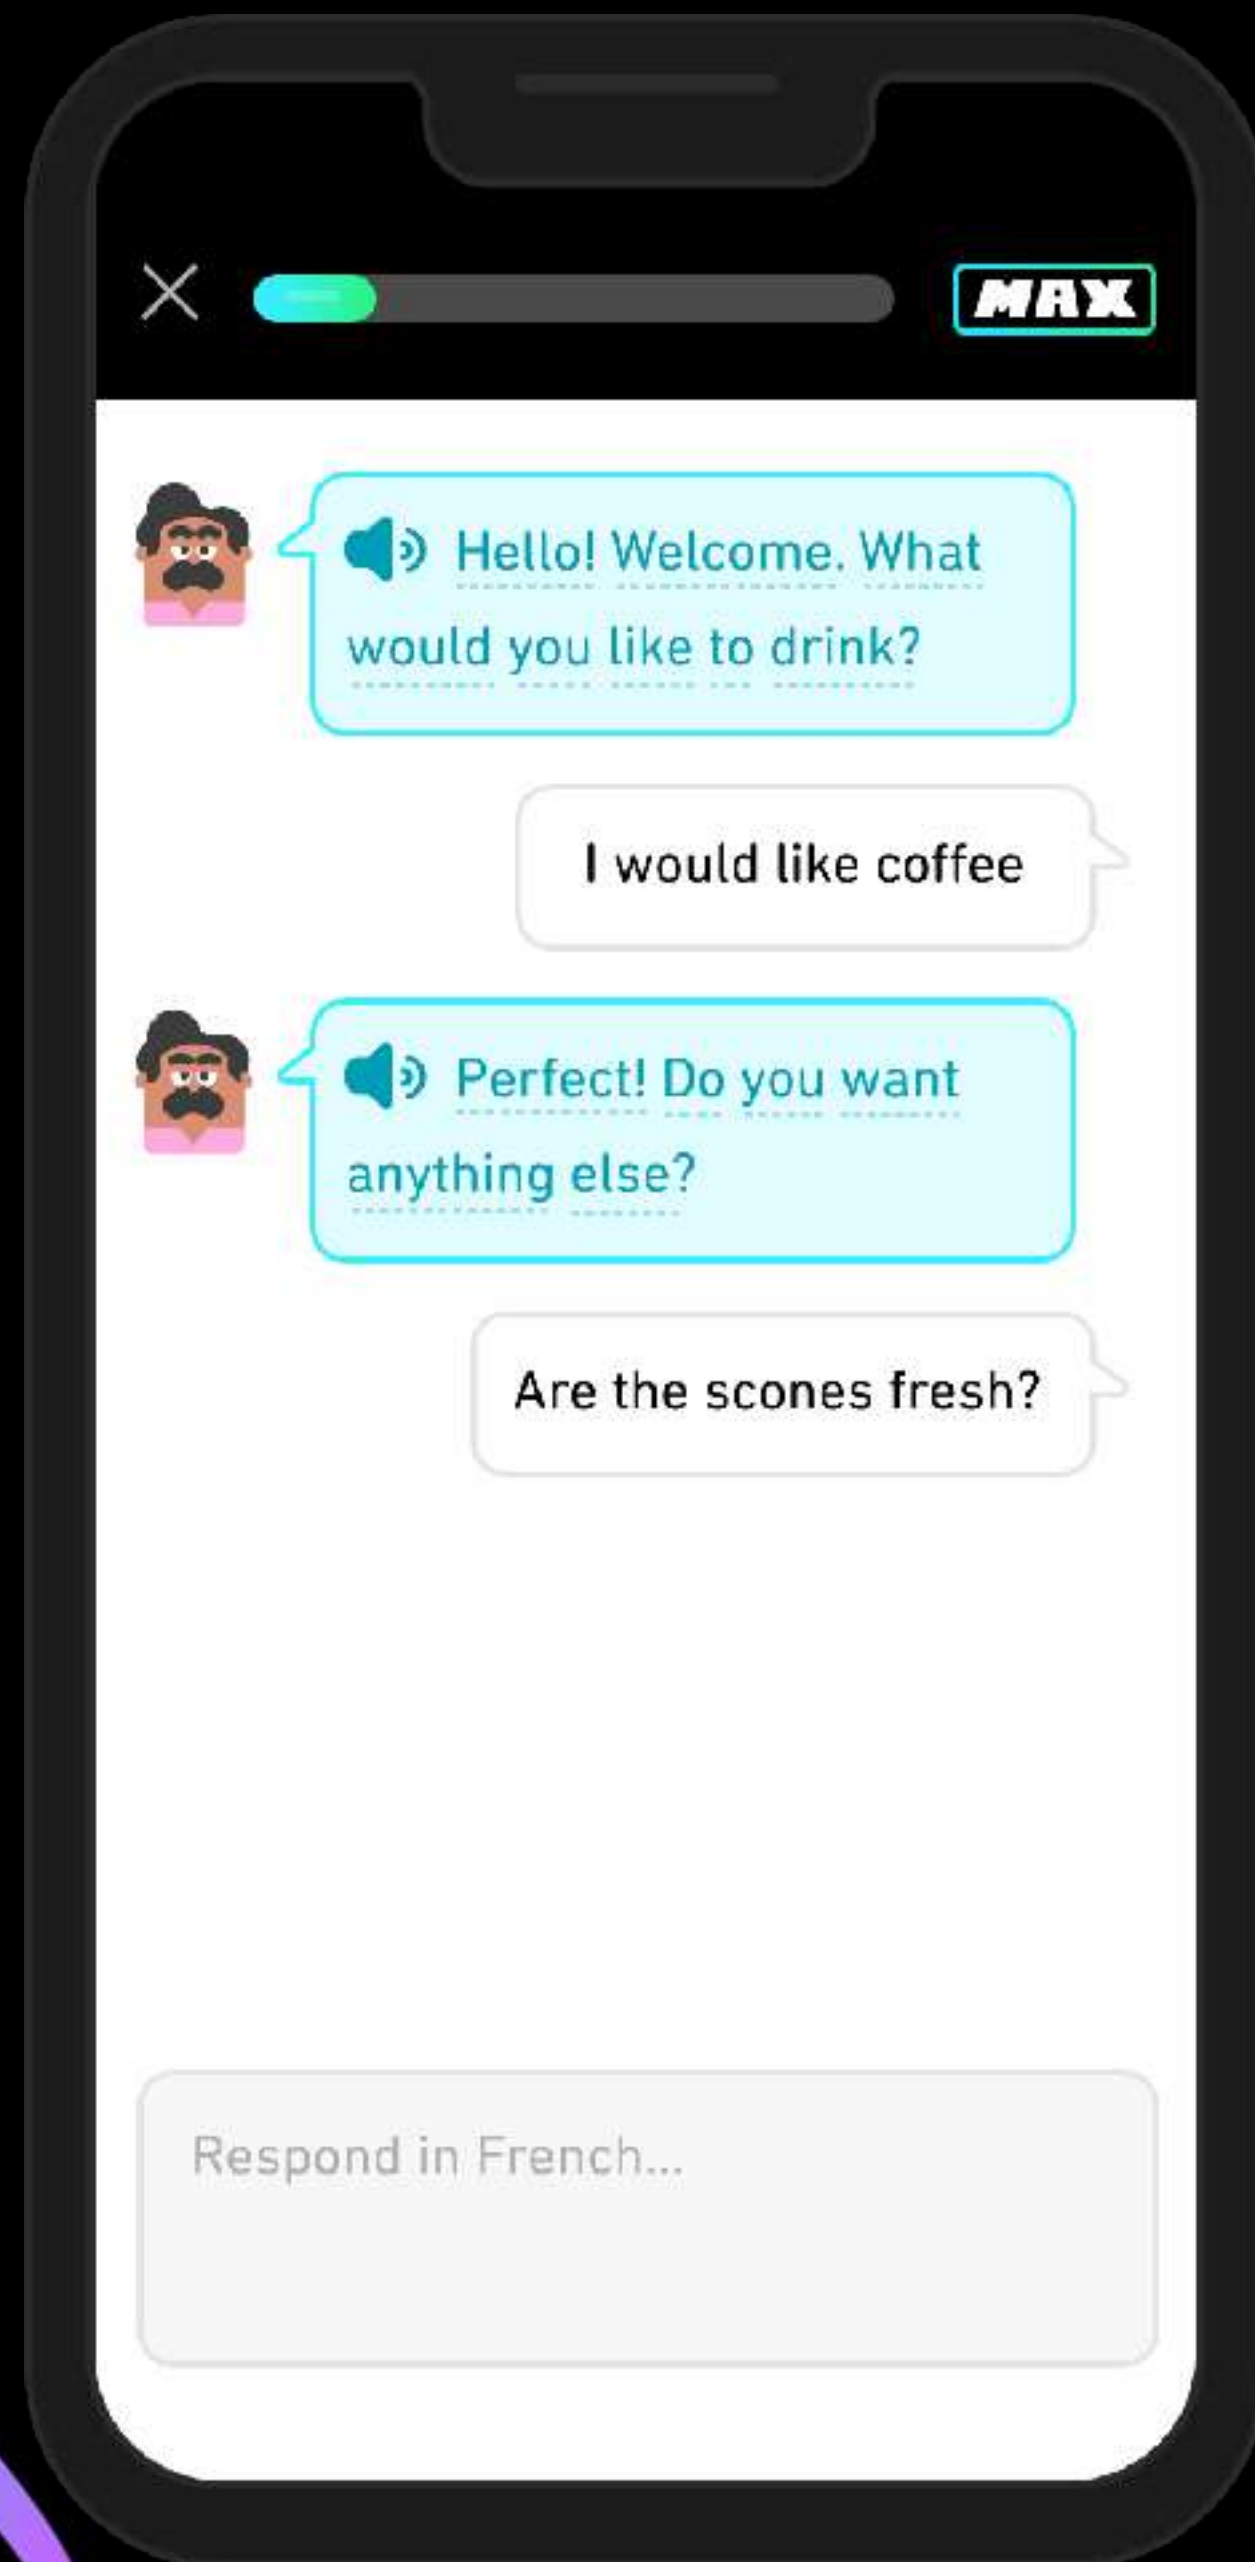 MAX
Hello! Welcome. What
would you like to drink?
I would like coffee
Perfect! Do you want
anything else?
Are the scones fresh?
Respond in French...